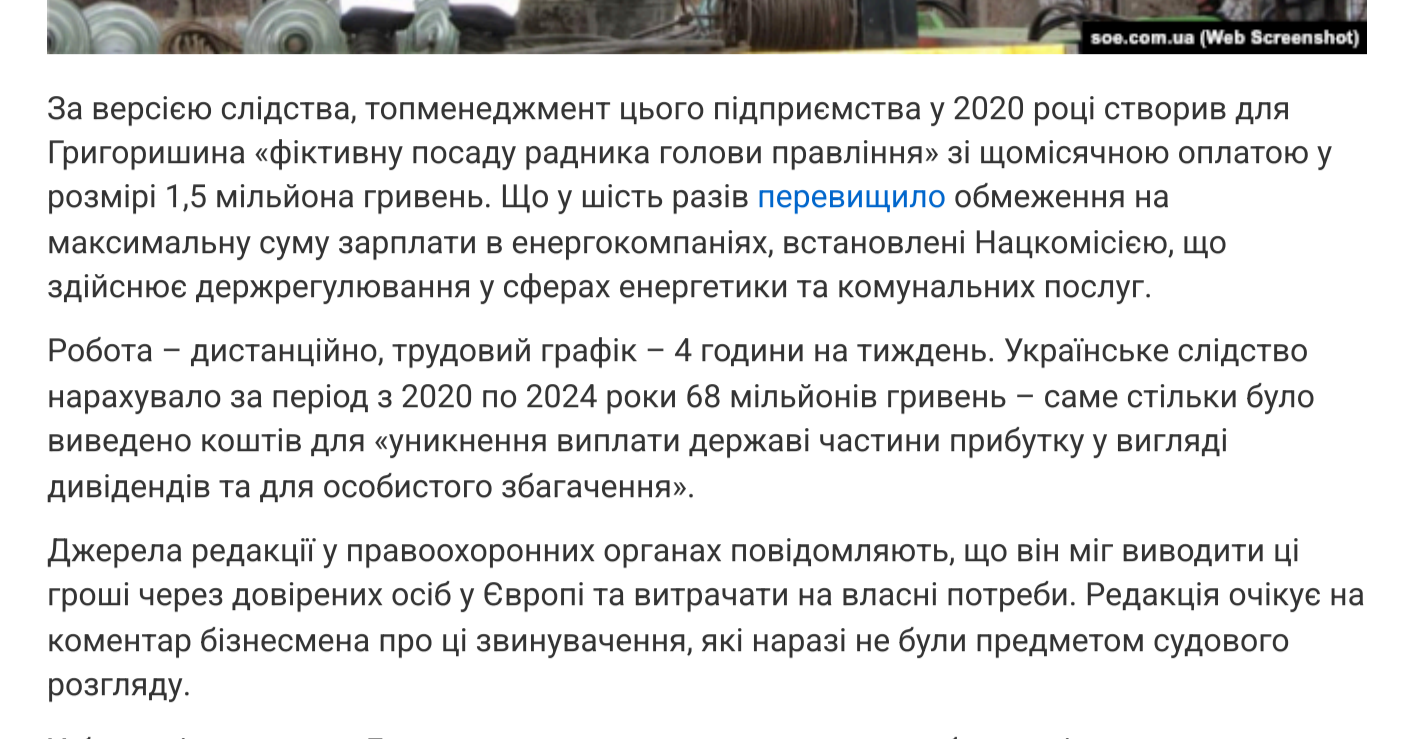 soe.com.ua (Web Screenshot)
За версією слідства, топменеджмент цього підприємства у 2020 році створив для
Григоришина «фіктивну посаду радника голови правління» зі щомісячною оплатою у
розмірі 1,5 мільйона гривень. Що у шість разів перевищило обмеження на
максимальну суму зарплати в енергокомпаніях, встановлені Нацкомісією, що
здійснює держрегулювання у сферах енергетики та комунальних послуг.
Робота – дистанційно, трудовий графік – 4 години на тиждень. Українське слідство
нарахувало за період з 2020 по 2024 роки 68 мільйонів гривень – саме стільки було
виведено коштів для «уникнення виплати державі частини прибутку у вигляді
дивідендів та для особистого збагачення».
Джерела редакції у правоохоронних органах повідомляють, що він міг виводити ці
гроші через довірених осіб у Європі та витрачати на власні потреби. Редакція очікує на
коментар бізнесмена про ці звинувачення, які наразі не були предметом судового
розгляду.